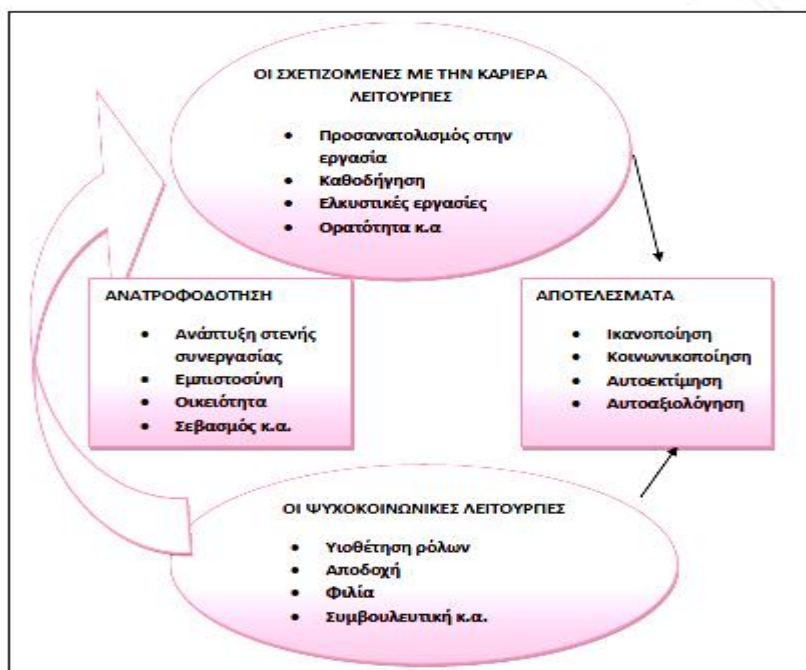 ΟΙ ΣΧΕΤΙΖΟΜΕΝΕΣ ΜΕ ΤΗΝ ΚΑΡΙΕΡΑ
ΛΕΙΤΟΥΡΓΙΕΣ
• Προσανατολισμός στην
εργασία
• Καθοδήγηση
• Ελκυστικές εργασίες
• Ορατότητα κ.α
ΑΝΑΤΡΟΦΟΔΟΤΗΣΗ
• Ανάπτυξη στενής
συνεργασίας
• Εμπιστοσύνη
• Οικειότητα
• Σεβασμός κ.α.
ΑΠΟΤΕΛΕΣΜΑΤΑ
• Ικανοποίηση
• Κοινωνικοποίηση
• Αυτοεκτίμηση
• Αυτοαξιολόγηση
ΟΙ ΨΥΧΟΚΟΙΝΩΝΙΚΕΣ ΛΕΙΤΟΥΡΓΙΕΣ
• Υιοθέτηση ρόλων
• Αποδοχή
• Φιλία
• Συμβουλευτική κ.α.